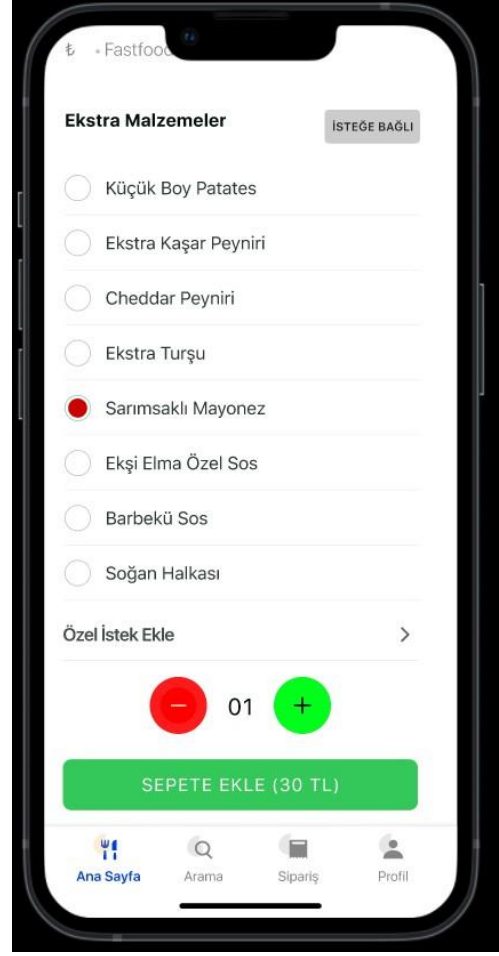 ₺ • Fastfood
Ekstra Malzemeler
İSTEĞE BAĞLI
Küçük Boy Patates
Ekstra Kaşar Peyniri
Cheddar Peyniri
Ekstra Turşu
Sarımsaklı Mayonez
Ekşi Elma Özel Sos
Barbekü Sos
Soğan Halkası
Özel İstek Ekle
− 01 +
SEPETE EKLE (30 TL)
Ana Sayfa Arama Sipariş Profil